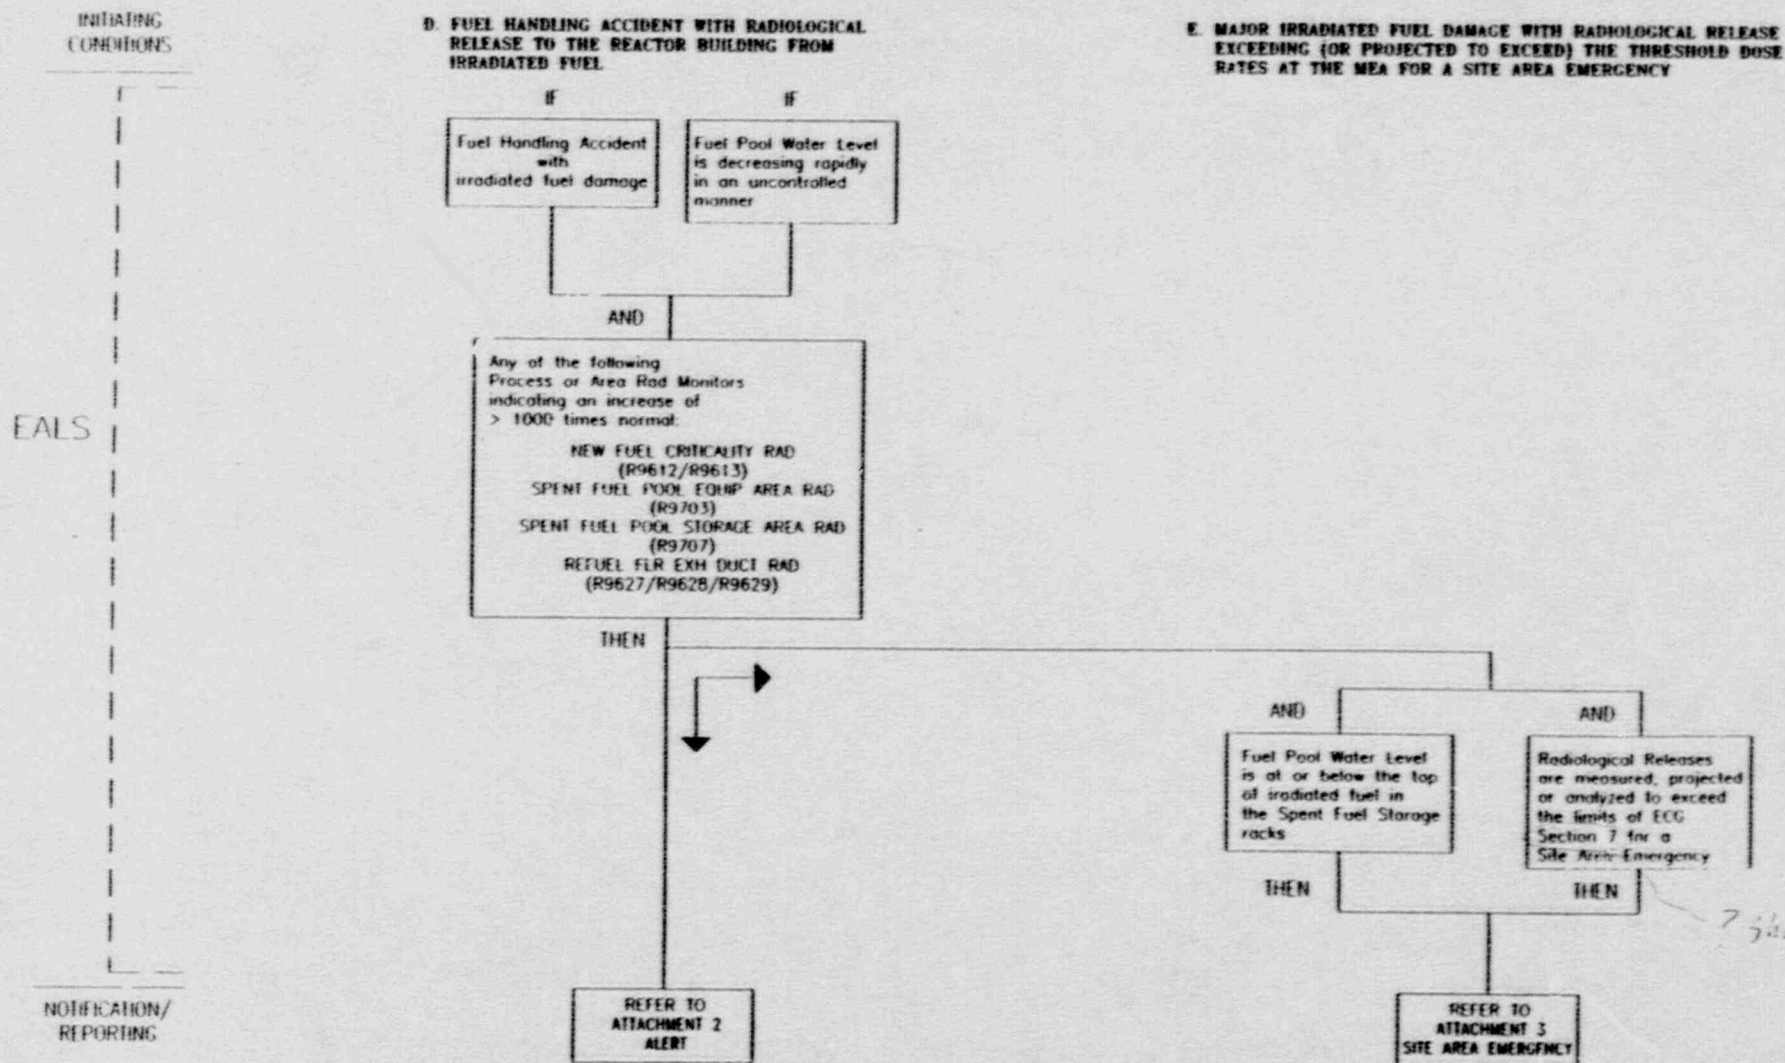 INITIATING
CONDITIONS
D. FUEL HANDLING ACCIDENT WITH RADIOLOGICAL
RELEASE TO THE REACTOR BUILDING FROM
IRRADIATED FUEL
E. MAJOR IRRADIATED FUEL DAMAGE WITH RADIOLOGICAL RELEASE
EXCEEDING (OR PROJECTED TO EXCEED) THE THRESHOLD DOSE
RATES AT THE MEA FOR A SITE AREA EMERGENCY
IF
IF
Fuel Handling Accident
with
irradiated fuel damage
Fuel Pool Water Level
is decreasing rapidly
in an uncontrolled
manner
AND
Any of the following
Process or Area Rad Monitors
indicating an increase of
> 1000 times normal:
NEW FUEL CRITICALITY RAD
(R9612/R9613)
SPENT FUEL POOL EQUIP AREA RAD
(R9703)
SPENT FUEL POOL STORAGE AREA RAD
(R9707)
REFUEL FLR EXH DUCT RAD
(R9627/R9628/R9629)
EALS
THEN
AND
AND
Fuel Pool Water Level
is at or below the top
of irradiated fuel in
the Spent Fuel Storage
racks
Radiological Releases
are measured, projected
or analyzed to exceed
the limits of ECG
Section 7 for a
Site Area Emergency
THEN
THEN
NOTIFICATION/
REPORTING
REFER TO
ATTACHMENT 2
ALERT
REFER TO
ATTACHMENT 3
SITE AREA EMERGENCY